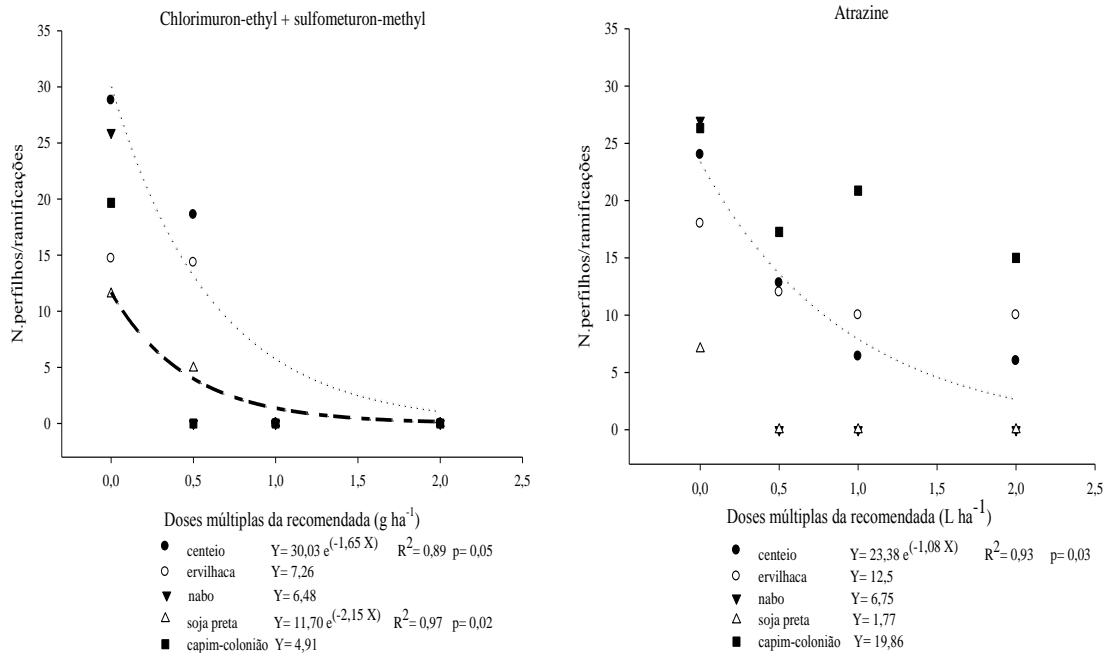 Chlorimuron-ethyl + sulfometuron-methyl
35
30
25
20
15
10
5
0
N.perfilhos/ramificações
0,0 0,5 1,0 1,5 2,0 2,5
Doses múltiplas da recomendada (g ha-1)
centeio Y= 30,03 e(-1,65 X) R2= 0,89 p= 0,05
ervilhaca Y= 7,26
nabo Y= 6,48
soja preta Y= 11,70 e(-2,15 X) R2= 0,97 p= 0,02
capim-colonião Y= 4,91
Atrazine
35
30
25
20
15
10
5
0
N.perfilhos/ramificações
0,0 0,5 1,0 1,5 2,0 2,5
Doses múltiplas da recomendada (L ha-1)
centeio Y= 23,38 e(-1,08 X) R2= 0,93 p= 0,03
ervilhaca Y= 12,5
nabo Y= 6,75
soja preta Y= 1,77
capim-colonião Y= 19,86